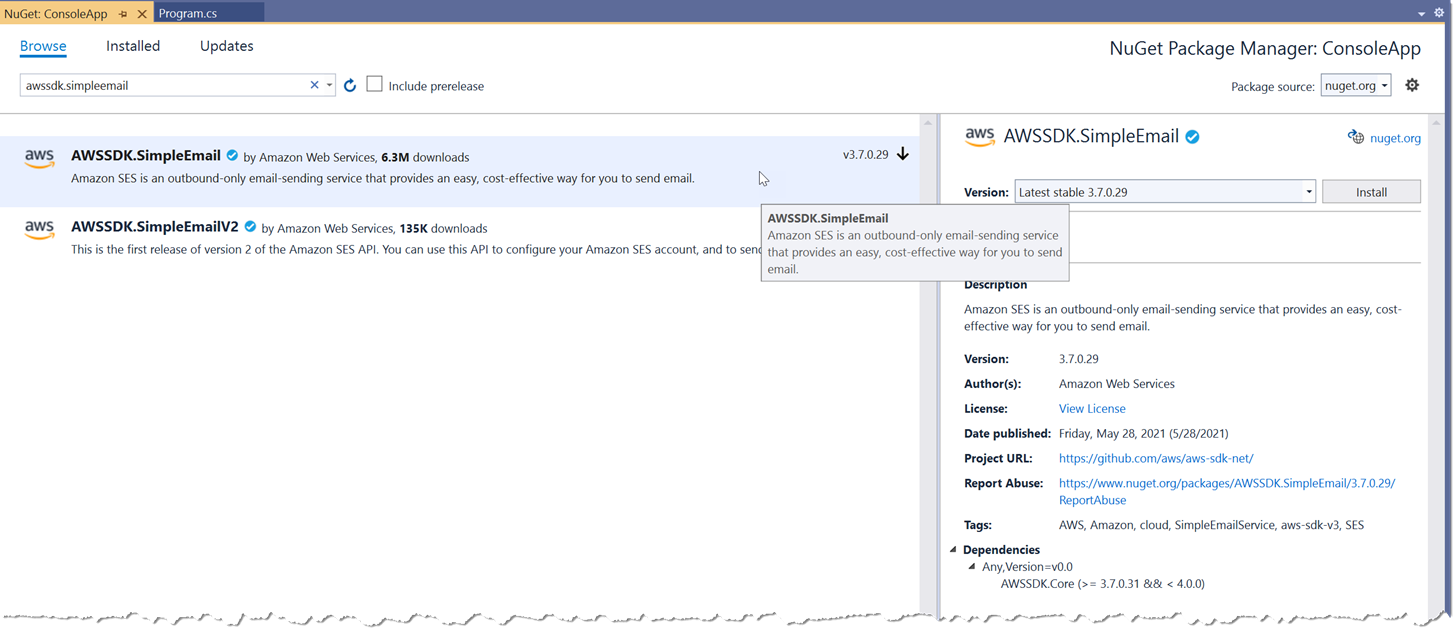 NuGet: ConsoleApp
Program.cs
Browse Installed Updates
NuGet Package Manager: ConsoleApp
awssdk.simpleemail
Include prerelease
Package source: nuget.org
aws AWSSDK.SimpleEmail by Amazon Web Services, 6.3M downloads v3.7.0.29
Amazon SES is an outbound-only email-sending service that provides an easy, cost-effective way for you to send email.
aws AWSSDK.SimpleEmailV2 by Amazon Web Services, 135K downloads
This is the first release of version 2 of the Amazon SES API. You can use this API to configure your Amazon SES account, and to send
AWSSDK.SimpleEmail
Amazon SES is an outbound-only email-sending service
that provides an easy, cost-effective way for you to send
email.
aws AWSSDK.SimpleEmail nuget.org
Version: Latest stable 3.7.0.29 Install
Description
Amazon SES is an outbound-only email-sending service that provides an easy, cost-
effective way for you to send email.
Version: 3.7.0.29
Author(s): Amazon Web Services
License: View License
Date published: Friday, May 28, 2021 (5/28/2021)
Project URL: https://github.com/aws/aws-sdk-net/
Report Abuse: https://www.nuget.org/packages/AWSSDK.SimpleEmail/3.7.0.29/
ReportAbuse
Tags: AWS, Amazon, cloud, SimpleEmailService, aws-sdk-v3, SES
Dependencies
Any,Version=v0.0
AWSSDK.Core (>= 3.7.0.31 && < 4.0.0)